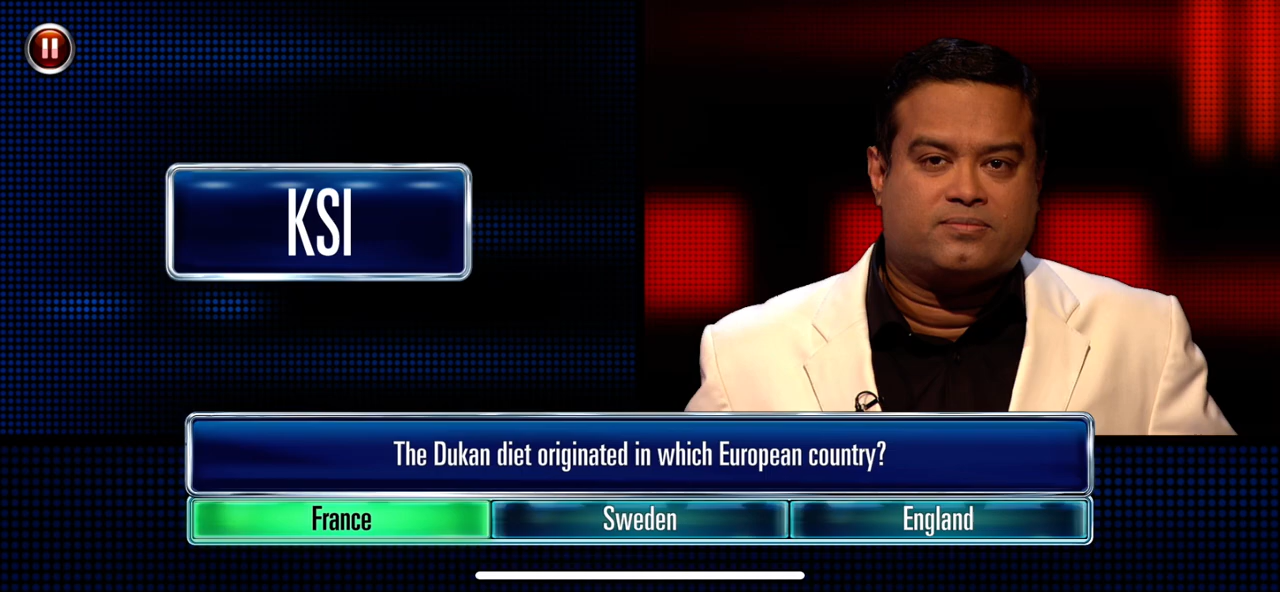 KSI
The Dukan diet originated in which European country?
France
Sweden
England